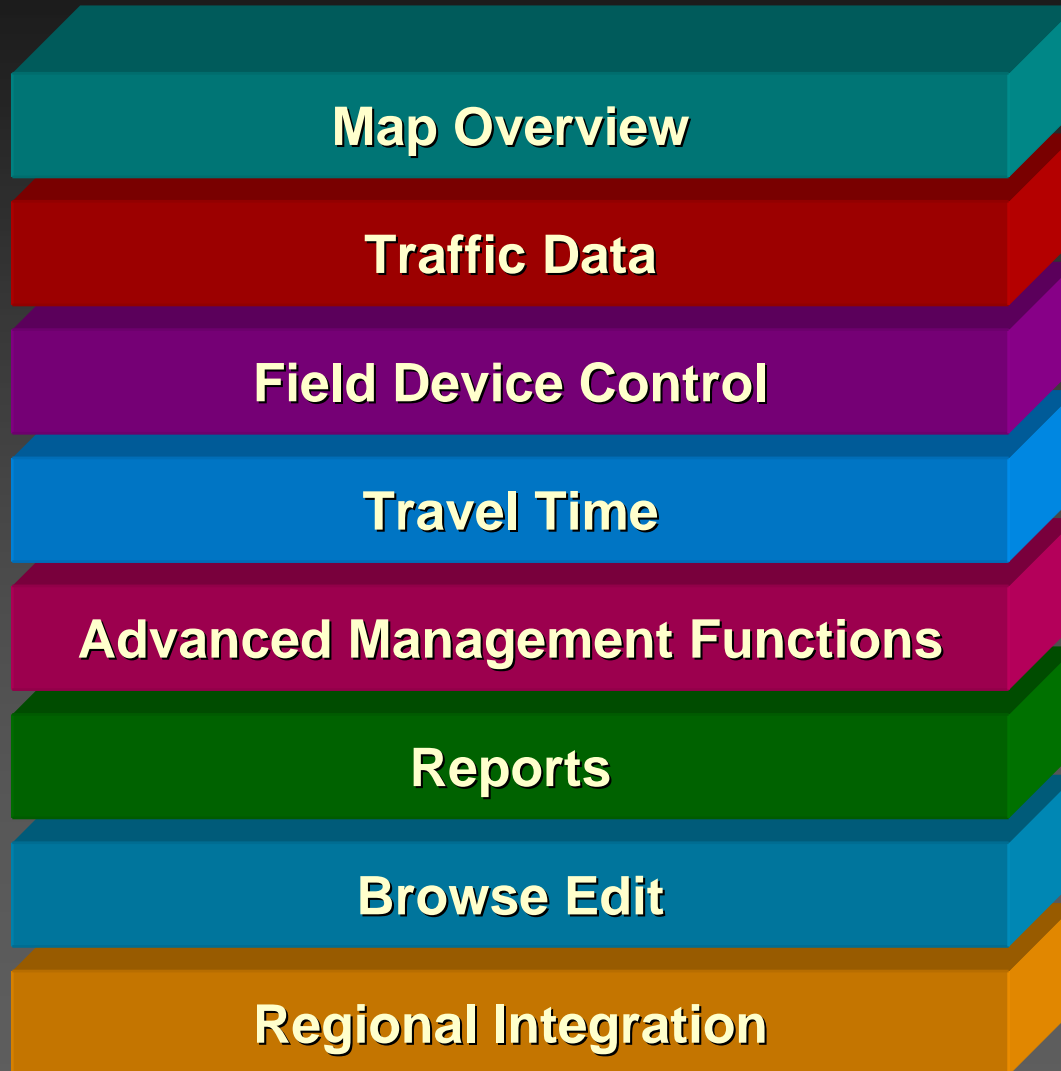 Map Overview
Traffic Data
Field Device Control
Travel Time
Advanced Management Functions
Reports
Browse Edit
Regional Integration